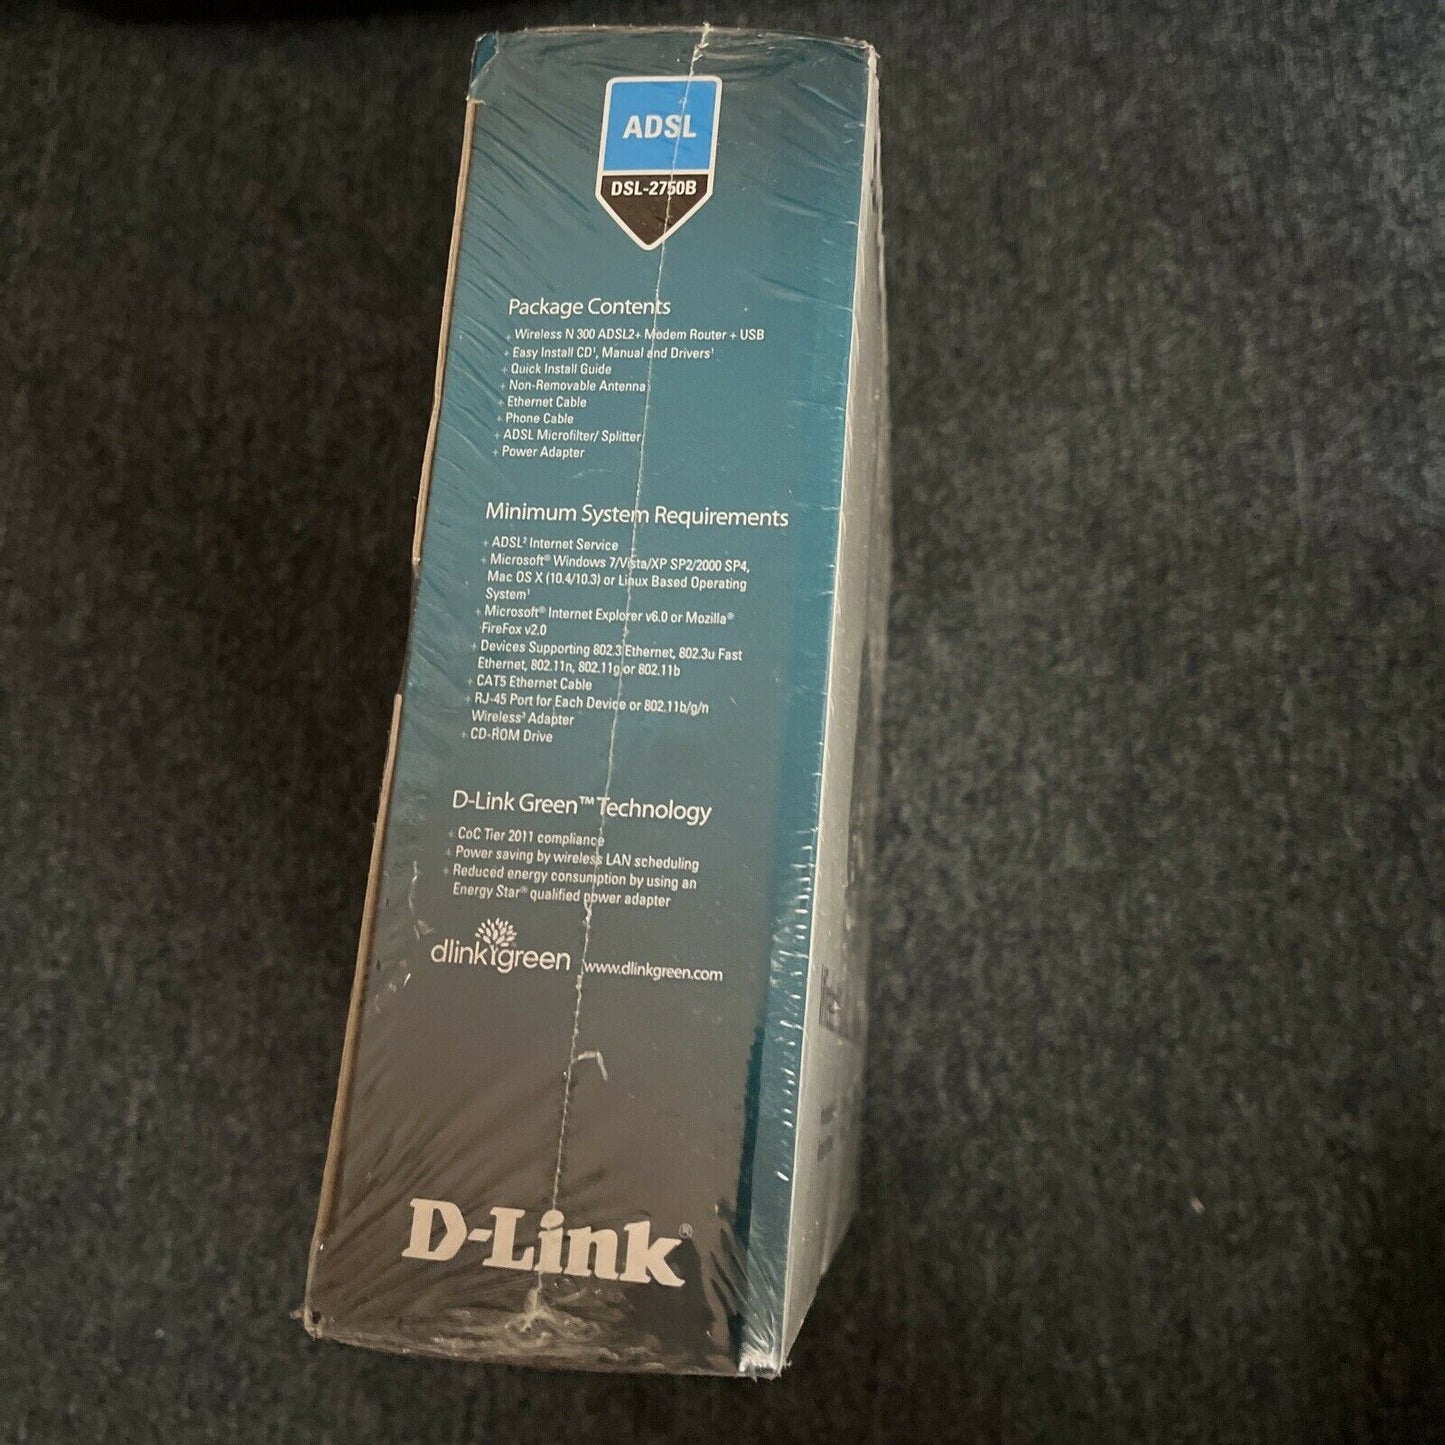 ADSL
DSL-2750B
Package Contents
+ Wireless N 300 ADSL2+ Modem Router + USB
+ Easy Install CD¹, Manual and Drivers¹
+ Quick Install Guide
+ Non-Removable Antenna
+ Ethernet Cable
+ Phone Cable
+ ADSL Microfilter/ Splitter
+ Power Adapter
Minimum System Requirements
+ ADSL² Internet Service
+ Microsoft® Windows 7/Vista/XP SP2/2000 SP4,
Mac OS X (10.4/10.3) or Linux Based Operating
System¹
+ Microsoft® Internet Explorer v6.0 or Mozilla®
FireFox v2.0
+ Devices Supporting 802.3 Ethernet, 802.3u Fast
Ethernet, 802.11n, 802.11g or 802.11b
+ CAT5 Ethernet Cable
+ RJ-45 Port for Each Device or 802.11b/g/n
Wireless³ Adapter
+ CD-ROM Drive
D-Link Green™ Technology
+ CoC Tier 2011 compliance
+ Power saving by wireless LAN scheduling
+ Reduced energy consumption by using an
Energy Star® qualified power adapter
dlinkgreen www.dlinkgreen.com
D-Link®